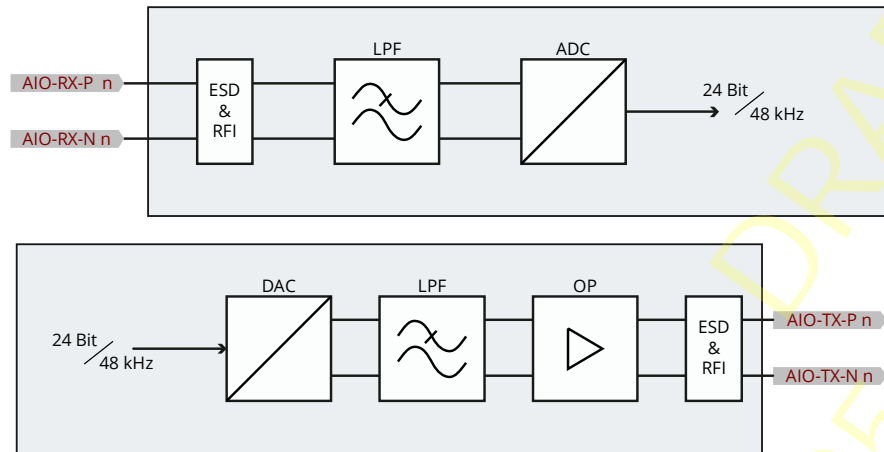 LPF
ADC
AIO-RX-P n
ESD
&
RFI
24 Bit
48 kHz
AIO-RX-N n
DAC
LPF
OP
24 Bit
48 kHz
ESD
&
RFI
AIO-TX-P n
AIO-TX-N n